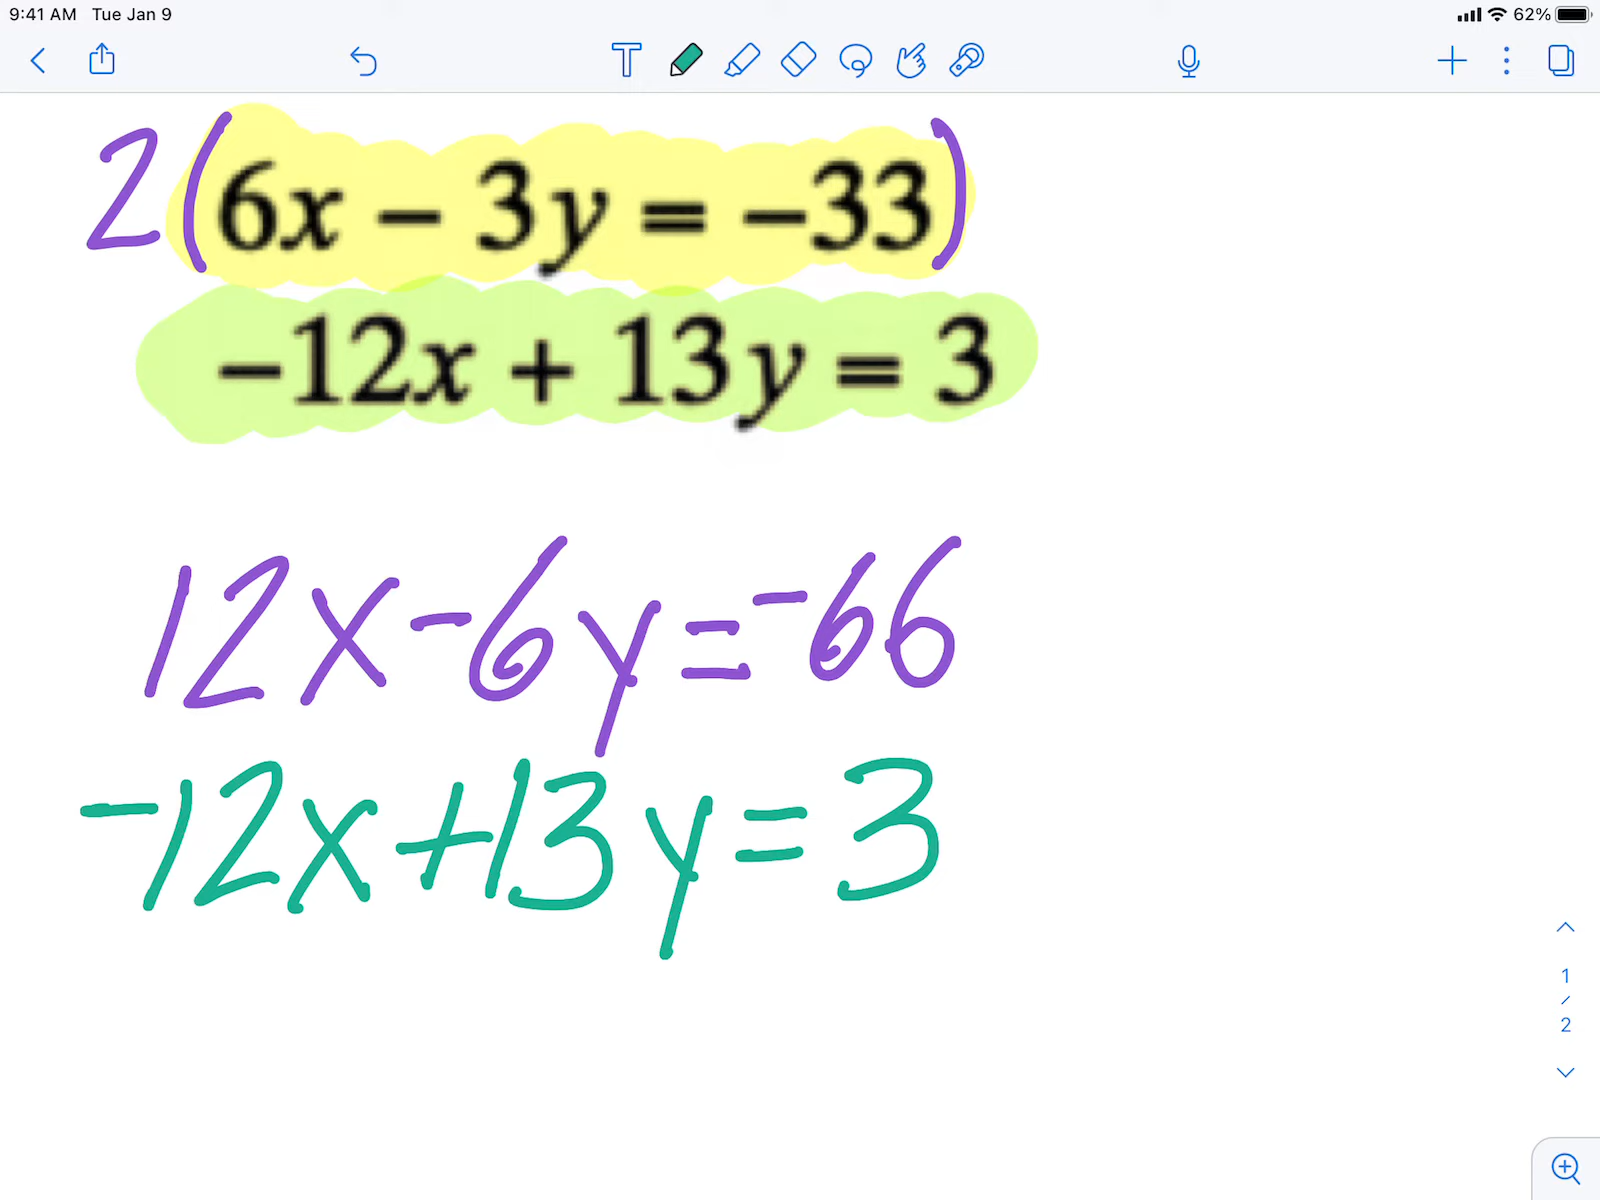 9:41 AM Tue Jan 9 62%
2(6x − 3y = −33)
−12x + 13y = 3
12x-6y=-66
-12x+13y=3
1
/
2